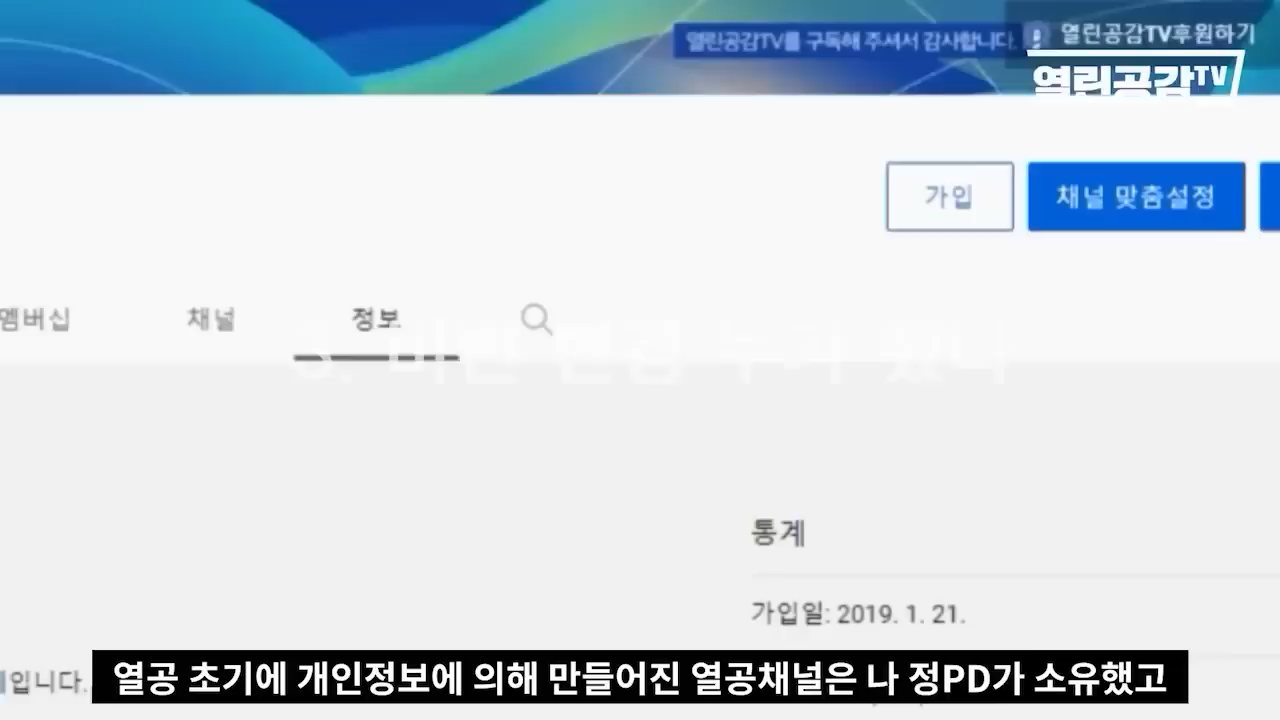 열린공감TV를 구독해 주셔서 감사합니다.
열린공감TV후원하기
열린공감TV
가입
채널 맞춤설정
멤버십
채널
정보
통계
가입일: 2019. 1. 21.
입니다.
열공 초기에 개인정보에 의해 만들어진 열공채널은 나 정PD가 소유했고